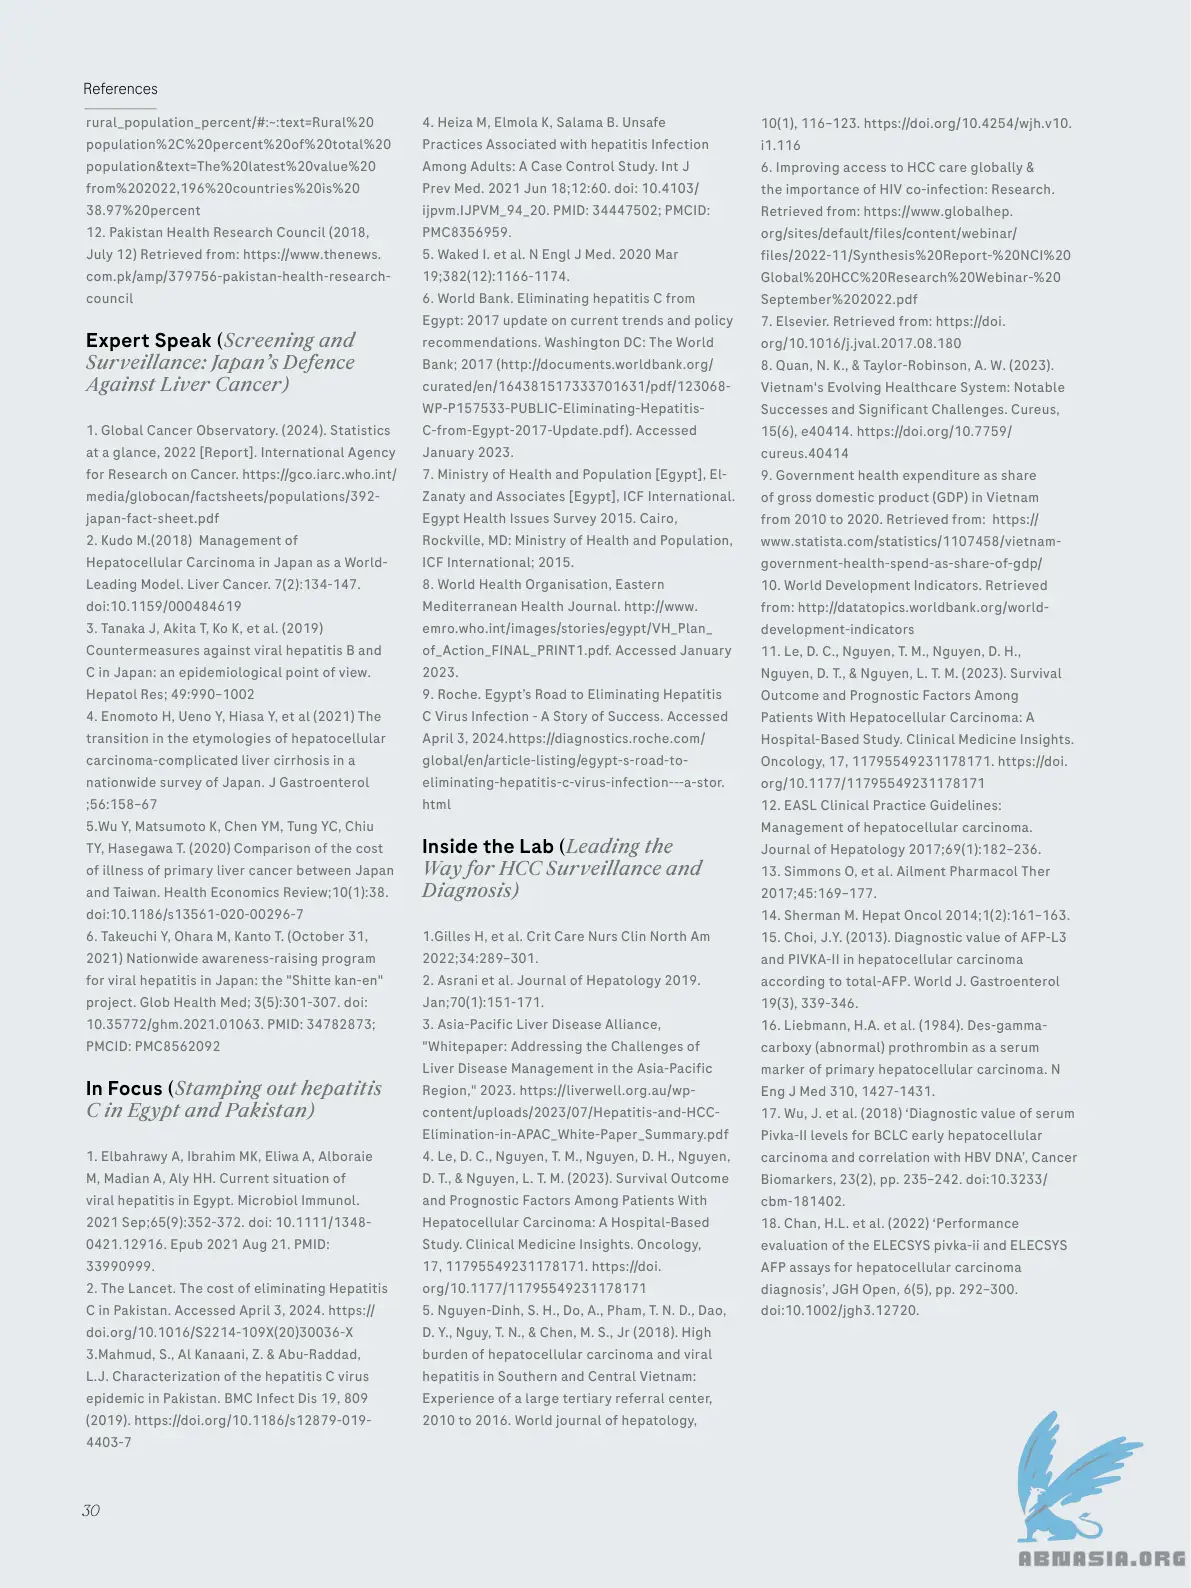 References
rural_population_percent/#:~:text=Rural%20
population%2C%20percent%20of%20total%20
population&text=The%20latest%20value%20
from%202022,196%20countries%20is%20
38.97%20percent
12. Pakistan Health Research Council (2018,
July 12) Retrieved from: https://www.thenews.
com.pk/amp/379756-pakistan-health-research-
council
Expert Speak (Screening and
Surveillance: Japan’s Defence
Against Liver Cancer)
1. Global Cancer Observatory. (2024). Statistics
at a glance, 2022 [Report]. International Agency
for Research on Cancer. https://gco.iarc.who.int/
media/globocan/factsheets/populations/392-
japan-fact-sheet.pdf
2. Kudo M.(2018)  Management of
Hepatocellular Carcinoma in Japan as a World-
Leading Model. Liver Cancer. 7(2):134-147.
doi:10.1159/000484619
3. Tanaka J, Akita T, Ko K, et al. (2019)
Countermeasures against viral hepatitis B and
C in Japan: an epidemiological point of view.
Hepatol Res; 49:990–1002
4. Enomoto H, Ueno Y, Hiasa Y, et al (2021) The
transition in the etymologies of hepatocellular
carcinoma-complicated liver cirrhosis in a
nationwide survey of Japan. J Gastroenterol
;56:158–67
5.Wu Y, Matsumoto K, Chen YM, Tung YC, Chiu
TY, Hasegawa T. (2020) Comparison of the cost
of illness of primary liver cancer between Japan
and Taiwan. Health Economics Review;10(1):38.
doi:10.1186/s13561-020-00296-7
6. Takeuchi Y, Ohara M, Kanto T. (October 31,
2021) Nationwide awareness-raising program
for viral hepatitis in Japan: the "Shitte kan-en"
project. Glob Health Med; 3(5):301-307. doi:
10.35772/ghm.2021.01063. PMID: 34782873;
PMCID: PMC8562092
In Focus (Stamping out hepatitis
C in Egypt and Pakistan)
1. Elbahrawy A, Ibrahim MK, Eliwa A, Alboraie
M, Madian A, Aly HH. Current situation of
viral hepatitis in Egypt. Microbiol Immunol.
2021 Sep;65(9):352-372. doi: 10.1111/1348-
0421.12916. Epub 2021 Aug 21. PMID:
33990999.
2. The Lancet. The cost of eliminating Hepatitis
C in Pakistan. Accessed April 3, 2024. https://
doi.org/10.1016/S2214-109X(20)30036-X
3.Mahmud, S., Al Kanaani, Z. & Abu-Raddad,
L.J. Characterization of the hepatitis C virus
epidemic in Pakistan. BMC Infect Dis 19, 809
(2019). https://doi.org/10.1186/s12879-019-
4403-7
4. Heiza M, Elmola K, Salama B. Unsafe
Practices Associated with hepatitis Infection
Among Adults: A Case Control Study. Int J
Prev Med. 2021 Jun 18;12:60. doi: 10.4103/
ijpvm.IJPVM_94_20. PMID: 34447502; PMCID:
PMC8356959.
5. Waked I. et al. N Engl J Med. 2020 Mar
19;382(12):1166-1174.
6. World Bank. Eliminating hepatitis C from
Egypt: 2017 update on current trends and policy
recommendations. Washington DC: The World
Bank; 2017 (http://documents.worldbank.org/
curated/en/164381517333701631/pdf/123068-
WP-P157533-PUBLIC-Eliminating-Hepatitis-
C-from-Egypt-2017-Update.pdf). Accessed
January 2023.
7. Ministry of Health and Population [Egypt], El-
Zanaty and Associates [Egypt], ICF International.
Egypt Health Issues Survey 2015. Cairo,
Rockville, MD: Ministry of Health and Population,
ICF International; 2015.
8. World Health Organisation, Eastern
Mediterranean Health Journal. http://www.
emro.who.int/images/stories/egypt/VH_Plan_
of_Action_FINAL_PRINT1.pdf. Accessed January
2023.
9. Roche. Egypt’s Road to Eliminating Hepatitis
C Virus Infection - A Story of Success. Accessed
April 3, 2024.https://diagnostics.roche.com/
global/en/article-listing/egypt-s-road-to-
eliminating-hepatitis-c-virus-infection---a-stor.
html
Inside the Lab (Leading the
Way for HCC Surveillance and
Diagnosis)
1.Gilles H, et al. Crit Care Nurs Clin North Am
2022;34:289–301.
2. Asrani et al. Journal of Hepatology 2019.
Jan;70(1):151-171.
3. Asia-Pacific Liver Disease Alliance,
"Whitepaper: Addressing the Challenges of
Liver Disease Management in the Asia-Pacific
Region," 2023. https://liverwell.org.au/wp-
content/uploads/2023/07/Hepatitis-and-HCC-
Elimination-in-APAC_White-Paper_Summary.pdf
4. Le, D. C., Nguyen, T. M., Nguyen, D. H., Nguyen,
D. T., & Nguyen, L. T. M. (2023). Survival Outcome
and Prognostic Factors Among Patients With
Hepatocellular Carcinoma: A Hospital-Based
Study. Clinical Medicine Insights. Oncology,
17, 11795549231178171. https://doi.
org/10.1177/11795549231178171
5. Nguyen-Dinh, S. H., Do, A., Pham, T. N. D., Dao,
D. Y., Nguy, T. N., & Chen, M. S., Jr (2018). High
burden of hepatocellular carcinoma and viral
hepatitis in Southern and Central Vietnam:
Experience of a large tertiary referral center,
2010 to 2016. World journal of hepatology,
10(1), 116–123. https://doi.org/10.4254/wjh.v10.
i1.116
6. Improving access to HCC care globally &
the importance of HIV co-infection: Research.
Retrieved from: https://www.globalhep.
org/sites/default/files/content/webinar/
files/2022-11/Synthesis%20Report-%20NCI%20
Global%20HCC%20Research%20Webinar-%20
September%202022.pdf
7. Elsevier. Retrieved from: https://doi.
org/10.1016/j.jval.2017.08.180
8. Quan, N. K., & Taylor-Robinson, A. W. (2023).
Vietnam's Evolving Healthcare System: Notable
Successes and Significant Challenges. Cureus,
15(6), e40414. https://doi.org/10.7759/
cureus.40414
9. Government health expenditure as share
of gross domestic product (GDP) in Vietnam
from 2010 to 2020. Retrieved from:  https://
www.statista.com/statistics/1107458/vietnam-
government-health-spend-as-share-of-gdp/
10. World Development Indicators. Retrieved
from: http://datatopics.worldbank.org/world-
development-indicators
11. Le, D. C., Nguyen, T. M., Nguyen, D. H.,
Nguyen, D. T., & Nguyen, L. T. M. (2023). Survival
Outcome and Prognostic Factors Among
Patients With Hepatocellular Carcinoma: A
Hospital-Based Study. Clinical Medicine Insights.
Oncology, 17, 11795549231178171. https://doi.
org/10.1177/11795549231178171
12. EASL Clinical Practice Guidelines:
Management of hepatocellular carcinoma.
Journal of Hepatology 2017;69(1):182–236.
13. Simmons O, et al. Ailment Pharmacol Ther
2017;45:169–177.
14. Sherman M. Hepat Oncol 2014;1(2):161–163.
15. Choi, J.Y. (2013). Diagnostic value of AFP-L3
and PIVKA-II in hepatocellular carcinoma
according to total-AFP. World J. Gastroenterol
19(3), 339-346.
16. Liebmann, H.A. et al. (1984). Des-gamma-
carboxy (abnormal) prothrombin as a serum
marker of primary hepatocellular carcinoma. N
Eng J Med 310, 1427-1431.
17. Wu, J. et al. (2018) ‘Diagnostic value of serum
Pivka-II levels for BCLC early hepatocellular
carcinoma and correlation with HBV DNA’, Cancer
Biomarkers, 23(2), pp. 235–242. doi:10.3233/
cbm-181402.
18. Chan, H.L. et al. (2022) ‘Performance
evaluation of the ELECSYS pivka-ii and ELECSYS
AFP assays for hepatocellular carcinoma
diagnosis’, JGH Open, 6(5), pp. 292–300.
doi:10.1002/jgh3.12720.
30
ABNASIA.ORG